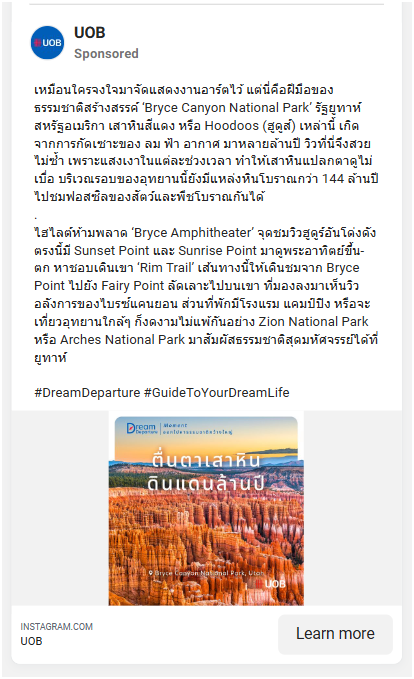 UOB
UOB
Sponsored
เหมือนใครจงใจมาจัดแสดงงานอาร์ตไว้ แต่นี่คือฝีมือของ
ธรรมชาติสร้างสรรค์ ‘Bryce Canyon National Park’ รัฐยูทาห์
สหรัฐอเมริกา เสาหินสีแดง หรือ Hoodoos (ฮูดูส์) เหล่านี้ เกิด
จากการกัดเซาะของ ลม ฟ้า อากาศ มาหลายล้านปี วิวที่นี่จึงสวย
ไม่ซ้ำ เพราะแสงเงาในแต่ละช่วงเวลา ทำให้เสาหินแปลกตาดูไม่
เบื่อ บริเวณรอบของอุทยานนี้ยังมีแหล่งหินโบราณกว่า 144 ล้านปี
ไปชมฟอสซิลของสัตว์และพืชโบราณกันได้
.
ไฮไลต์ห้ามพลาด ‘Bryce Amphitheater’ จุดชมวิวฮูดูร์อันโด่งดัง
ตรงนี้มี Sunset Point และ Sunrise Point มาดูพระอาทิตย์ขึ้น-
ตก หาชอบเดินเขา ‘Rim Trail’ เส้นทางนี้ให้เดินชมจาก Bryce
Point ไปยัง Fairy Point ลัดเลาะไปบนเขา ที่มองลงมาเห็นวิว
อลังการของไบรซ์แคนยอน ส่วนที่พักมีโรงแรม แคมป์ปิง หรือจะ
เที่ยวอุทยานใกล้ๆ ก็งดงามไม่แพ้กันอย่าง Zion National Park
หรือ Arches National Park มาสัมผัสธรรมชาติสุดมหัศจรรย์ได้ที่
ยูทาห์
#DreamDeparture #GuideToYourDreamLife
Dream Departure
Moment
ตื่นตาเสาหิน
ดินแดนล้านปี
Bryce Canyon National Park, Utah
UOB
INSTAGRAM.COM
UOB
Learn more